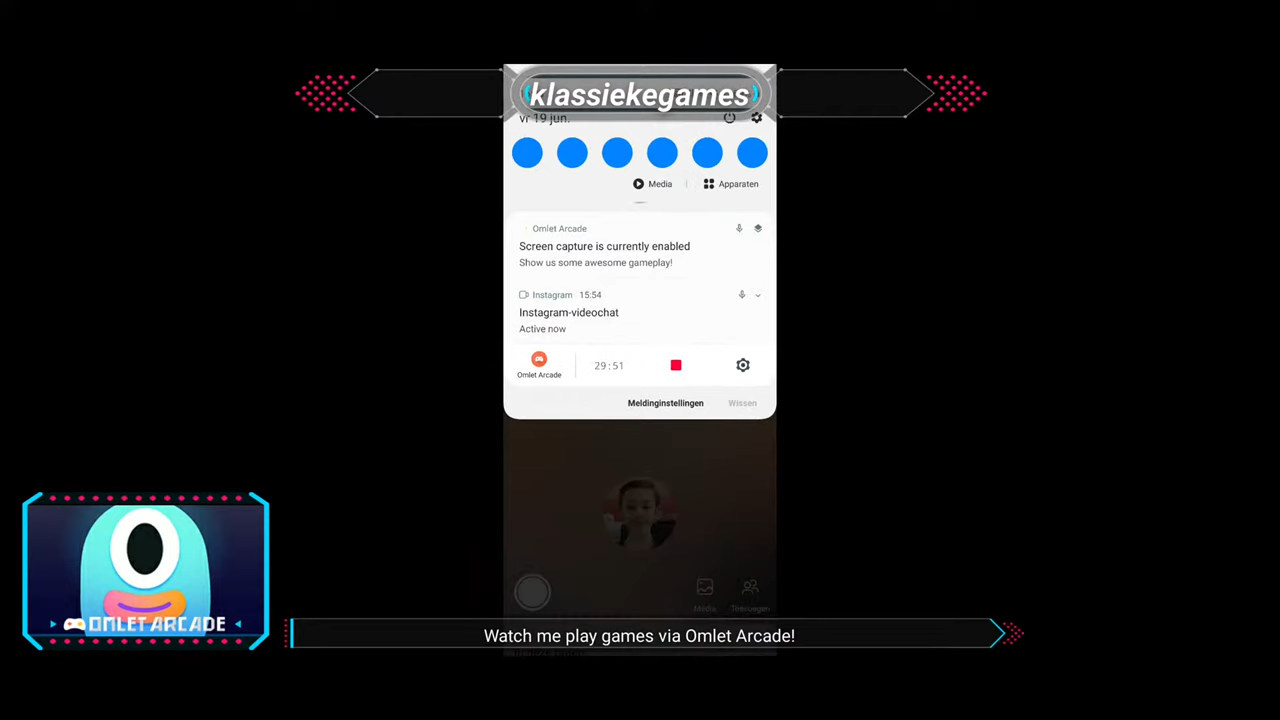 klassiekegames
vr 19 jun.
Media
Apparaten
Omlet Arcade
Screen capture is currently enabled
Show us some awesome gameplay!
Instagram 15:54
Instagram-videochat
Active now
Omlet Arcade
29:51
Meldinginstellingen
Wissen
Media
Toevoegen
OMLET ARCADE
Watch me play games via Omlet Arcade!